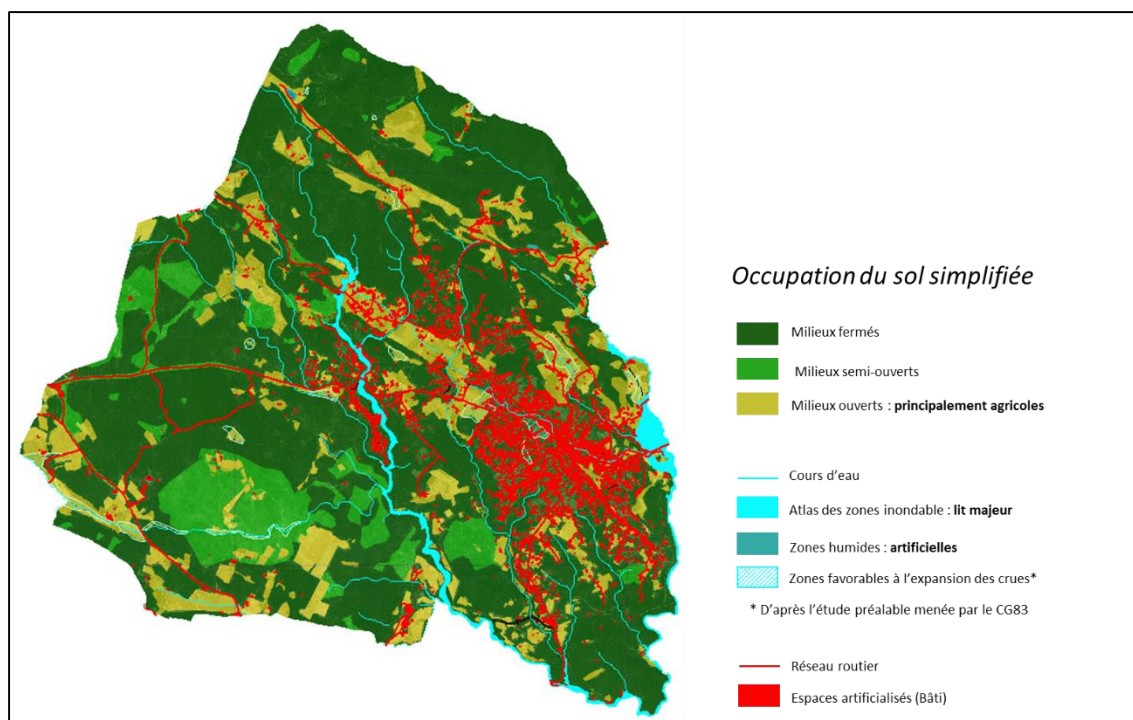 Occupation du sol simplifiée
Milieux fermés
Milieux semi-ouverts
Milieux ouverts : principalement agricoles
Cours d'eau
Atlas des zones inondable : lit majeur
Zones humides : artificielles
Zones favorables à l'expansion des crues*
* D'après l'étude préalable menée par le CG83
Réseau routier
Espaces artificialisés (Bâti)